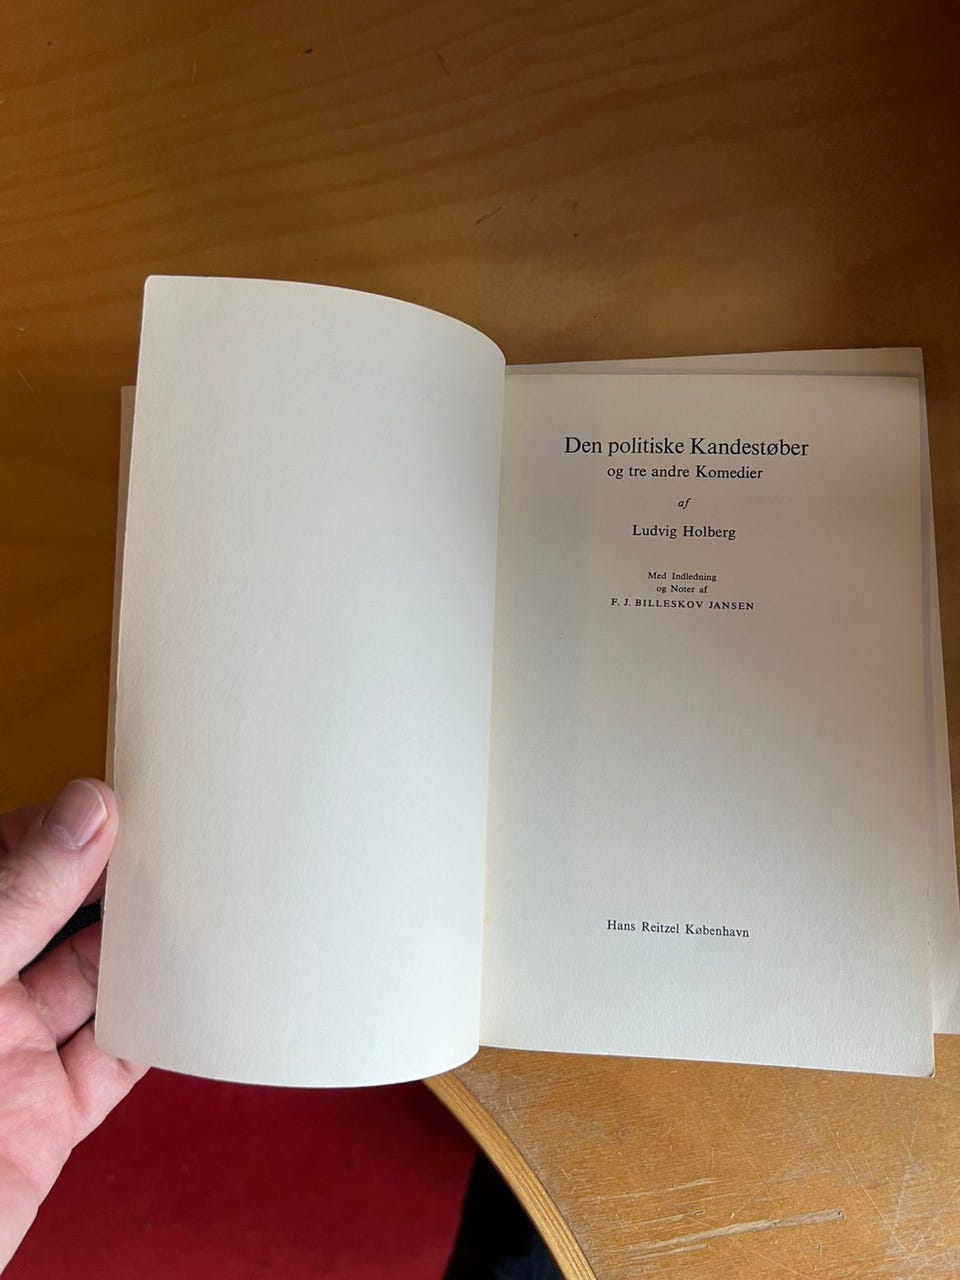 Den politiske Kandestøber
og tre andre Komedier
af
Ludvig Holberg
Med Indledning
og Noter af
F. J. BILLESKOV JANSEN
Hans Reitzel København